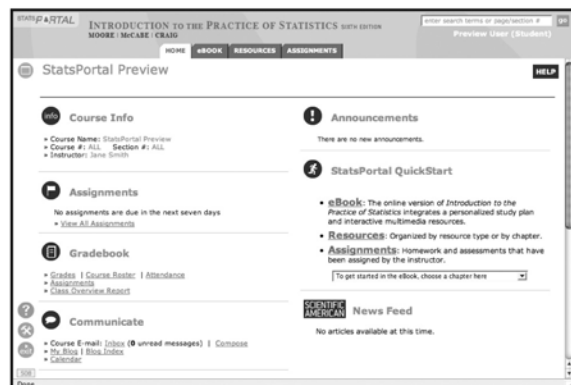 STATSPORTAL
INTRODUCTION TO THE PRACTICE OF STATISTICS SIXTH EDITION
MOORE | McCABE | CRAIG
enter search terms or page/section #
go
Preview User (Student)
HOME
eBOOK
RESOURCES
ASSIGNMENTS
StatsPortal Preview
HELP
info
Course Info
» Course Name: StatsPortal Preview
» Course #: ALL Section #: ALL
» Instructor: Jane Smith
Assignments
No assignments are due in the next seven days
» View All Assignments
Gradebook
» Grades | Course Roster | Attendance
» Assignments
» Class Overview Report
Communicate
» Course E-mail: Inbox (0 unread messages) | Compose
» My Blog | Blog Index
» Calendar
Announcements
There are no new announcements.
StatsPortal QuickStart
• eBook: The online version of Introduction to the
Practice of Statistics integrates a personalized study plan
and interactive multimedia resources.
• Resources: Organized by resource type or by chapter.
• Assignments: Homework and assessments that have
been assigned by the instructor.
To get started in the eBook, choose a chapter here
SCIENTIFIC
AMERICAN
News Feed
No articles available at this time.
?
exit
508
Done